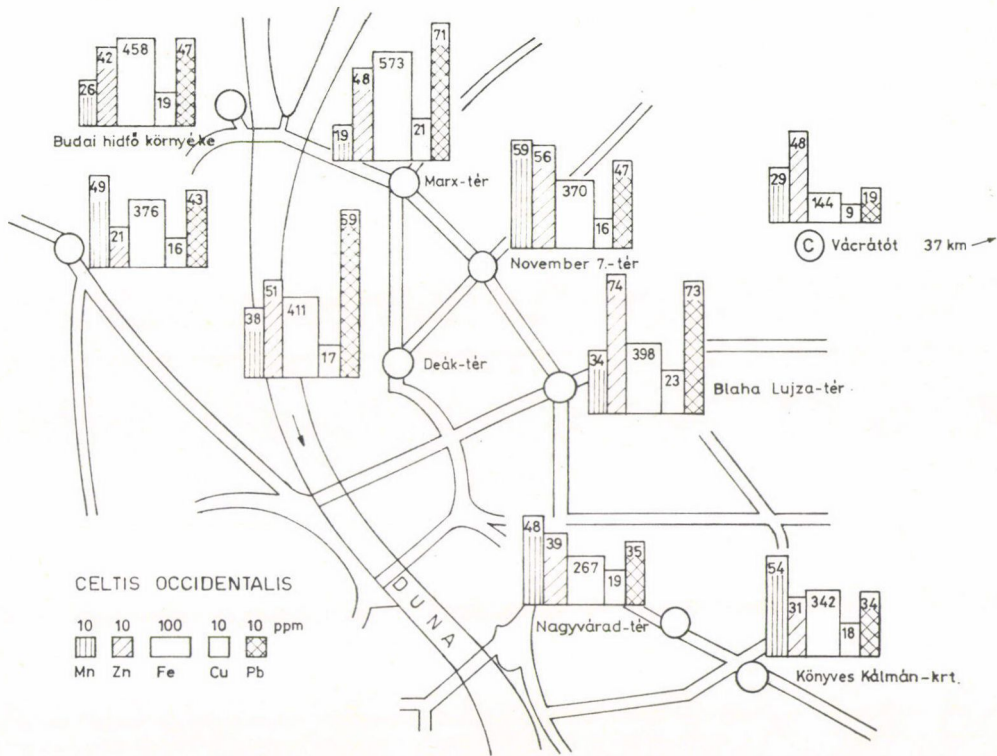 26 42 458 19 47
Budai hidfő környéke
19 48 573 21 71
Marx-tér
59 56 370 16 47
November 7.-tér
29 48 144 9 19
C Vácrátót 37 km
49 21 376 16 43
38 51 411 17 59
Deák-tér
34 74 398 23 73
Blaha Lujza-tér
48 39 267 19 35
Nagyvárad-tér
54 31 342 18 34
Könyves Kálmán-krt.
DUNA
CELTIS OCCIDENTALIS
10 10 100 10 10 ppm
Mn Zn Fe Cu Pb